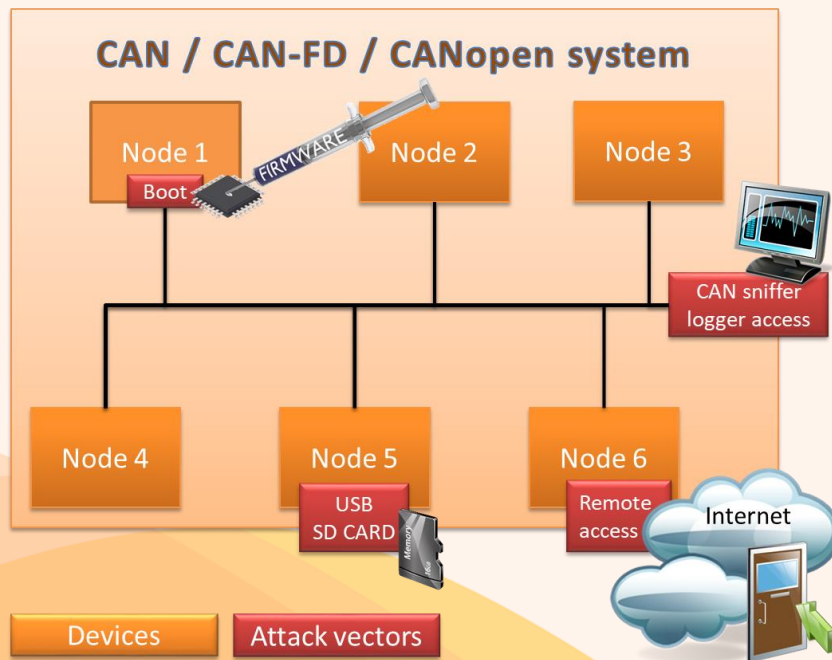 CAN / CAN-FD / CANopen system
Node 1
Boot
FIRMWARE
Node 2
Node 3
CAN sniffer
logger access
Node 4
Node 5
USB
SD CARD
Memory
16GB
Node 6
Remote
access
Internet
Devices
Attack vectors